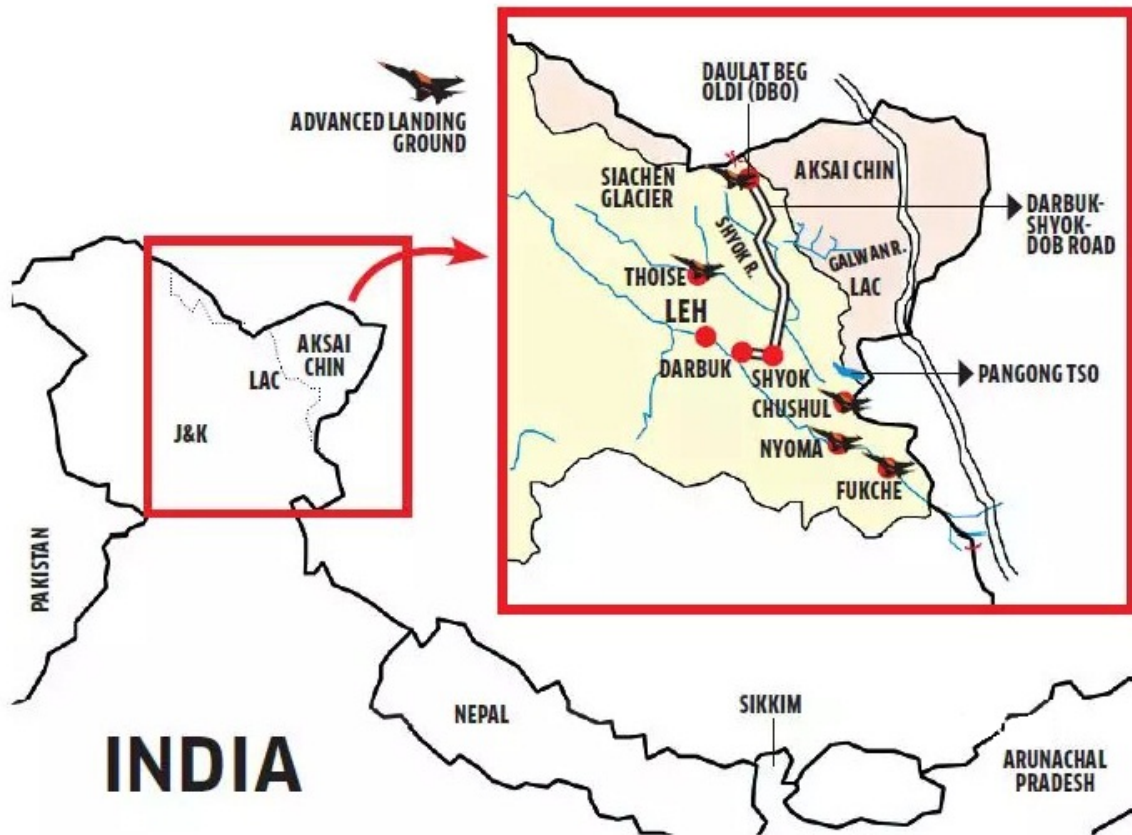 ADVANCED LANDING
GROUND
DAULAT BEG
OLDI (DBO)
SIACHEN
GLACIER
AKSAI CHIN
DARBUK-
SHYOK-
DOB ROAD
SHYOK R.
GALWAN R.
LAC
THOISE
LEH
DARBUK
SHYOK
PANGONG TSO
CHUSHUL
NYOMA
FUKCHE
AKSAI
CHIN
LAC
J&K
PAKISTAN
NEPAL
SIKKIM
ARUNACHAL
PRADESH
INDIA